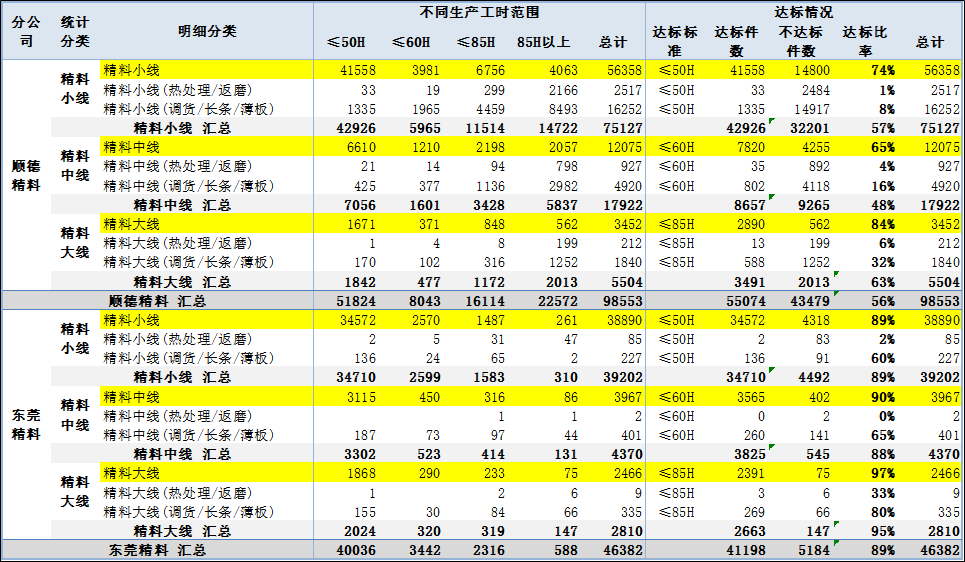 分公司 统计分类 明细分类 不同生产工时范围 达标情况
≤50H ≤60H ≤85H 85H以上 总计 达标标准 达标件数 不达标件数 达标比率 总计
顺德精料 精料小线 精料小线 41558 3981 6756 4063 56358 ≤50H 41558 14800 74% 56358
精料小线(热处理/返磨) 33 19 299 2166 2517 ≤50H 33 2484 1% 2517
精料小线(调货/长条/薄板) 1335 1965 4459 8493 16252 ≤50H 1335 14917 8% 16252
精料小线 汇总 42926 5965 11514 14722 75127 42926 32201 57% 75127
精料中线 精料中线 6610 1210 2198 2057 12075 ≤60H 7820 4255 65% 12075
精料中线(热处理/返磨) 21 14 94 798 927 ≤60H 35 892 4% 927
精料中线(调货/长条/薄板) 425 377 1136 2982 4920 ≤60H 802 4118 16% 4920
精料中线 汇总 7056 1601 3428 5837 17922 8657 9265 48% 17922
精料大线 精料大线 1671 371 848 562 3452 ≤85H 2890 562 84% 3452
精料大线(热处理/返磨) 1 4 8 199 212 ≤85H 13 199 6% 212
精料大线(调货/长条/薄板) 170 102 316 1252 1840 ≤85H 588 1252 32% 1840
精料大线 汇总 1842 477 1172 2013 5504 3491 2013 63% 5504
顺德精料 汇总 51824 8043 16114 22572 98553 55074 43479 56% 98553
东莞精料 精料小线 精料小线 34572 2570 1487 261 38890 ≤50H 34572 4318 89% 38890
精料小线(热处理/返磨) 2 5 31 47 85 ≤50H 2 83 2% 85
精料小线(调货/长条/薄板) 136 24 65 2 227 ≤50H 136 91 60% 227
精料小线 汇总 34710 2599 1583 310 39202 34710 4492 89% 39202
精料中线 精料中线 3115 450 316 86 3967 ≤60H 3565 402 90% 3967
精料中线(热处理/返磨) 1 1 2 ≤60H 0 2 0% 2
精料中线(调货/长条/薄板) 187 73 97 44 401 ≤60H 260 141 65% 401
精料中线 汇总 3302 523 414 131 4370 3825 545 88% 4370
精料大线 精料大线 1868 290 233 75 2466 ≤85H 2391 75 97% 2466
精料大线(热处理/返磨) 1 2 6 9 ≤85H 3 6 33% 9
精料大线(调货/长条/薄板) 155 30 84 66 335 ≤85H 269 66 80% 335
精料大线 汇总 2024 320 319 147 2810 2663 147 95% 2810
东莞精料 汇总 40036 3442 2316 588 46382 41198 5184 89% 46382